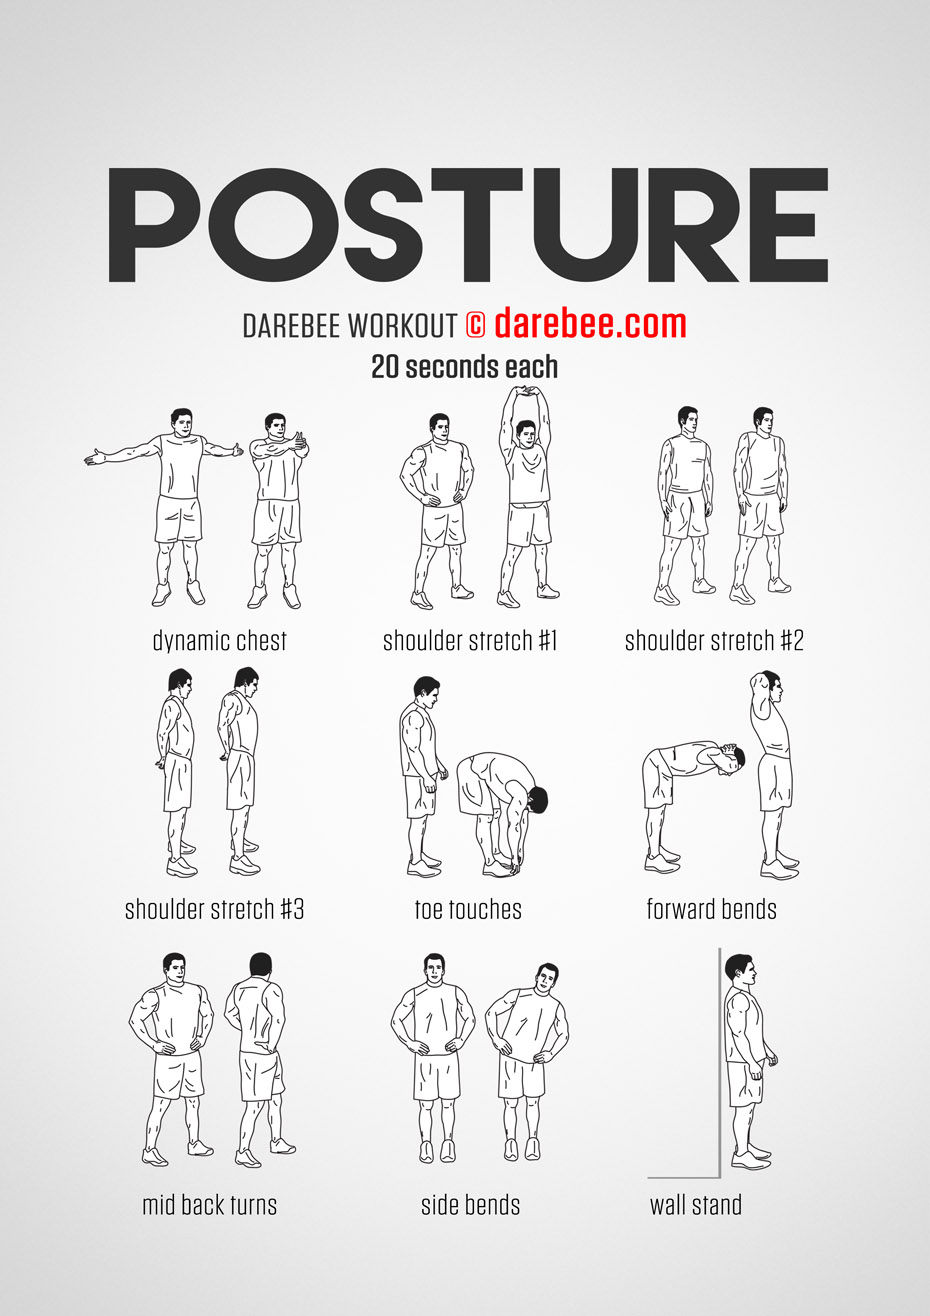 POSTURE
DAREBEE WORKOUT © darebee.com
20 seconds each
dynamic chest
shoulder stretch #1
shoulder stretch #2
shoulder stretch #3
toe touches
forward bends
mid back turns
side bends
wall stand